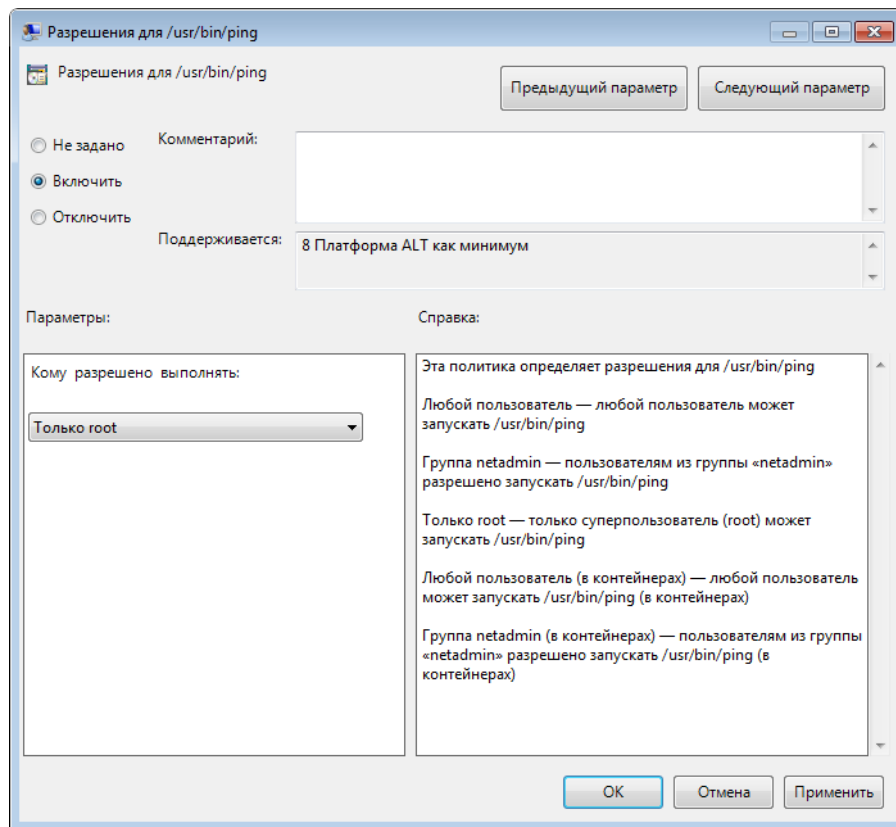 Разрешения для /usr/bin/ping
Разрешения для /usr/bin/ping
Предыдущий параметр
Следующий параметр
Не задано
Включить
Отключить
Комментарий:
Поддерживается:
8 Платформа ALT как минимум
Параметры:
Справка:
Кому разрешено выполнять:
Только root
Эта политика определяет разрешения для /usr/bin/ping
Любой пользователь — любой пользователь может
запускать /usr/bin/ping
Группа netadmin — пользователям из группы «netadmin»
разрешено запускать /usr/bin/ping
Только root — только суперпользователь (root) может
запускать /usr/bin/ping
Любой пользователь (в контейнерах) — любой пользователь
может запускать /usr/bin/ping (в контейнерах)
Группа netadmin (в контейнерах) — пользователям из группы
«netadmin» разрешено запускать /usr/bin/ping (в
контейнерах)
OK
Отмена
Применить